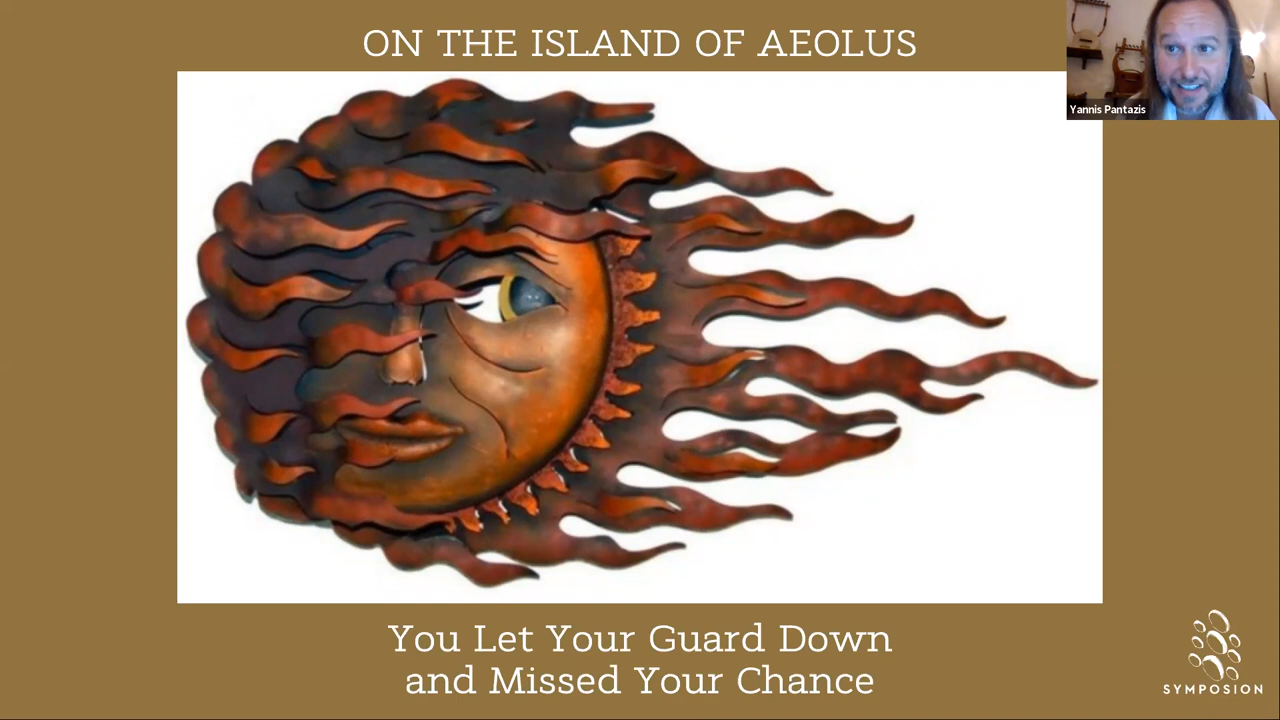 ON THE ISLAND OF AEOLUS
Yannis Pantazis
You Let Your Guard Down
and Missed Your Chance
SYMPOSION